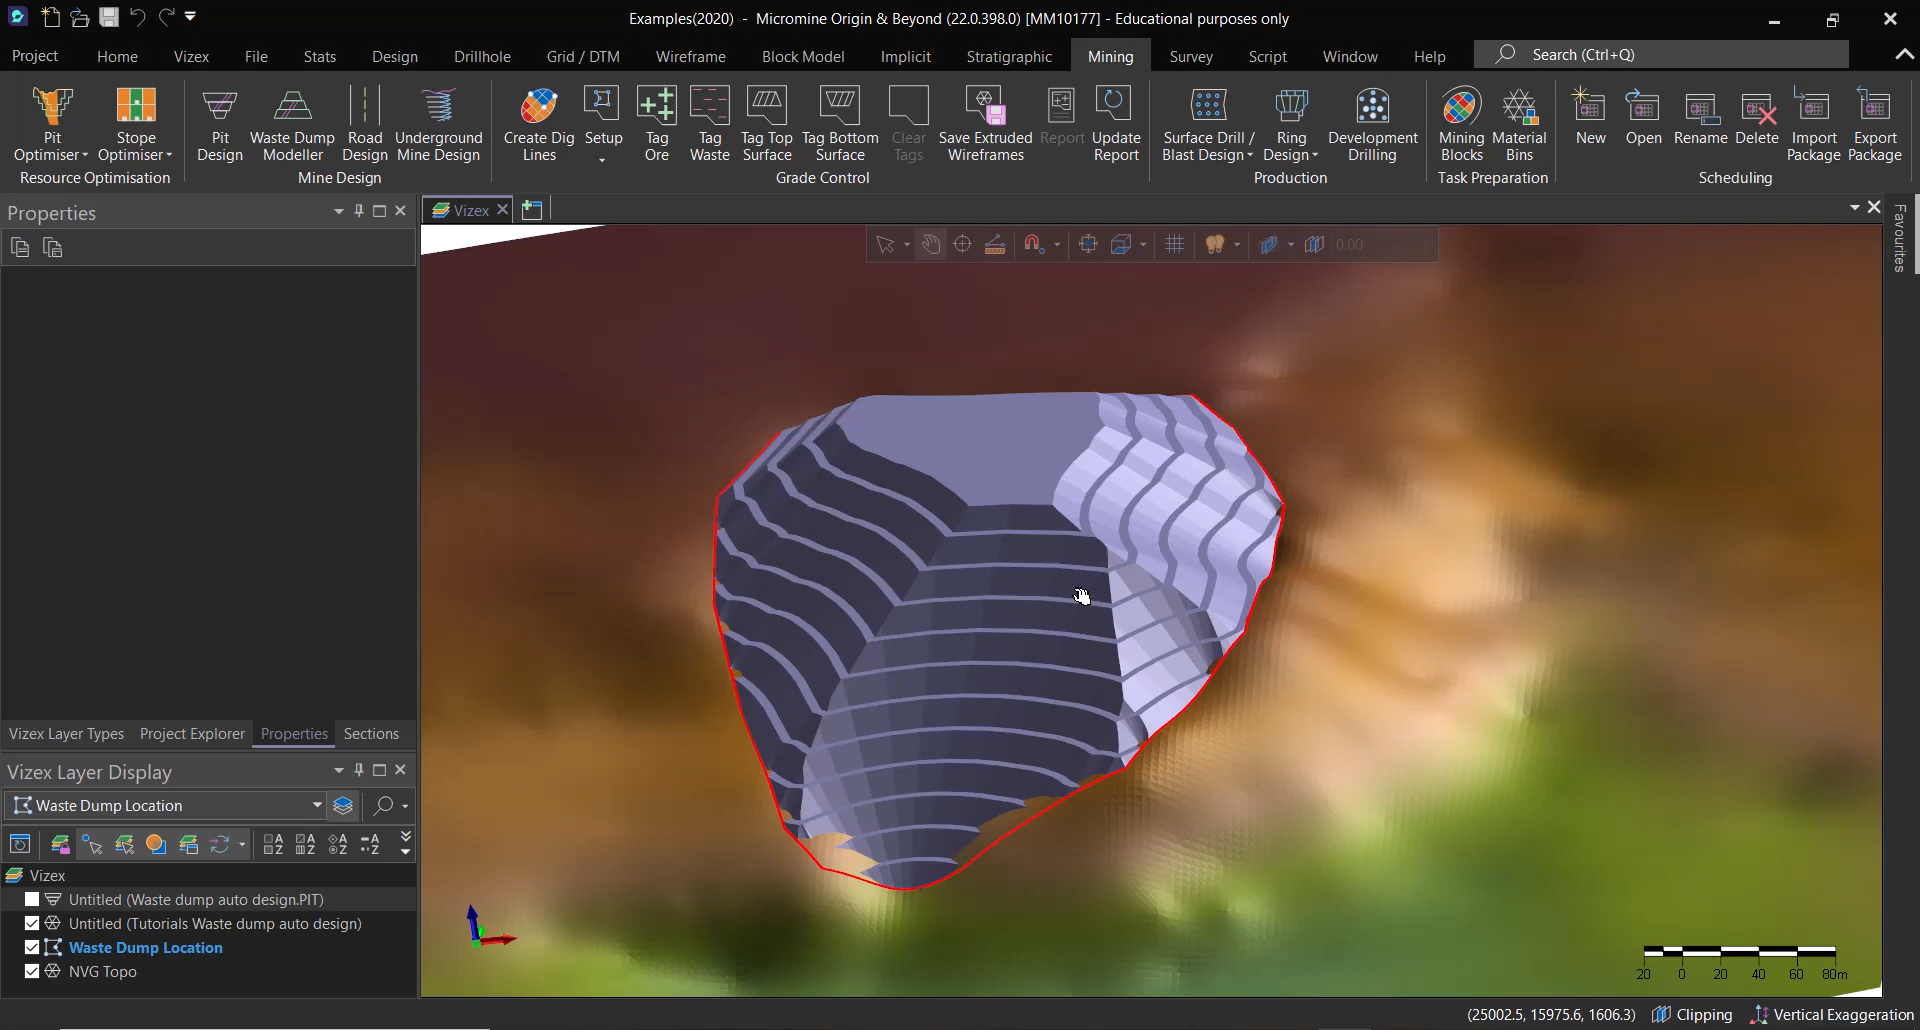 Examples(2020) - Micromine Origin & Beyond (22.0.398.0) [MM10177] - Educational purposes only
Project Home Vizex File Stats Design Drillhole Grid / DTM Wireframe Block Model Implicit Stratigraphic Mining Survey Script Window Help Search (Ctrl+Q)
Pit Stope Pit Waste Dump Road Underground Create Dig Setup Tag Tag Tag Top Tag Bottom Clear Save Extruded Report Update Surface Drill / Ring Development Mining Material New Open Rename Delete Import Export
Optimiser Optimiser Design Modeller Design Mine Design Lines Ore Waste Surface Surface Tags Wireframes Report Blast Design Design Drilling Blocks Bins Package Package
Resource Optimisation Mine Design Grade Control Production Task Preparation Scheduling
Properties
Vizex
Favourites
0.00
Vizex Layer Types Project Explorer Properties Sections
Vizex Layer Display
Waste Dump Location
Vizex
Untitled (Waste dump auto design.PIT)
Untitled (Tutorials Waste dump auto design)
Waste Dump Location
NVG Topo
20 0 20 40 60 80m
(25002.5, 15975.6, 1606.3) Clipping Vertical Exaggeration